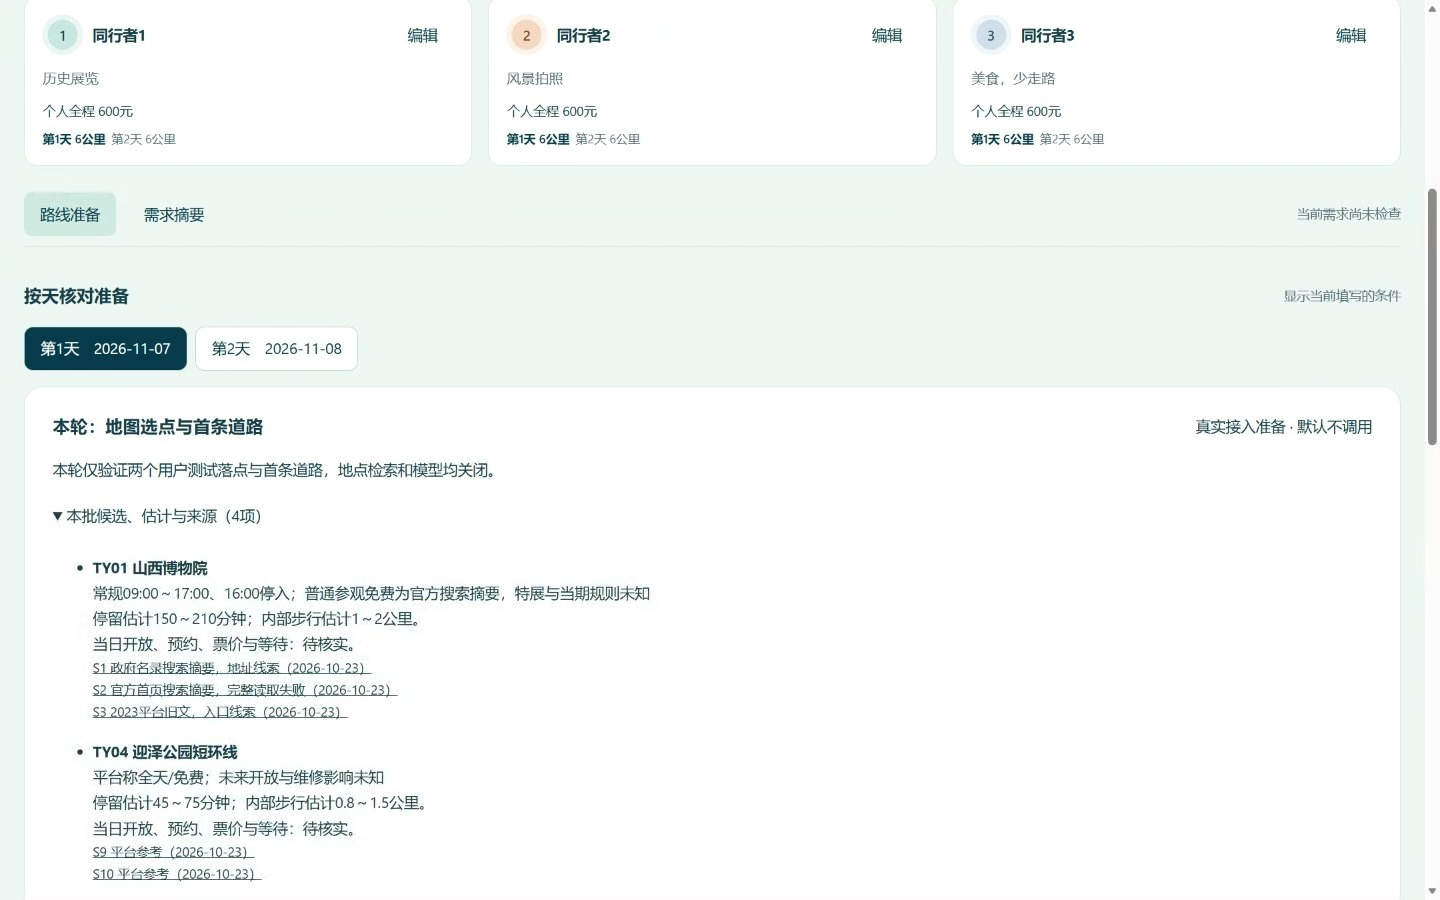 1 同行者1 编辑
历史展览
个人全程 600元
第1天 6公里 第2天 6公里
2 同行者2 编辑
风景拍照
个人全程 600元
第1天 6公里 第2天 6公里
3 同行者3 编辑
美食，少走路
个人全程 600元
第1天 6公里 第2天 6公里
路线准备 需求摘要 当前需求尚未检查
按天核对准备 显示当前填写的条件
第1天 2026-11-07 第2天 2026-11-08
本轮：地图选点与首条道路 真实接入准备 · 默认不调用
本轮仅验证两个用户测试落点与首条道路，地点检索和模型均关闭。
▼ 本批候选、估计与来源（4项）
• TY01 山西博物院
常规09:00～17:00、16:00停入；普通参观免费为官方搜索摘要，特展与当期规则未知
停留估计150～210分钟；内部步行估计1～2公里。
当日开放、预约、票价与等待：待核实。
S1 政府名录搜索摘要，地址线索（2026-10-23）
S2 官方首页搜索摘要，完整读取失败（2026-10-23）
S3 2023平台旧文，入口线索（2026-10-23）
• TY04 迎泽公园短环线
平台称全天/免费；未来开放与维修影响未知
停留估计45～75分钟；内部步行估计0.8～1.5公里。
当日开放、预约、票价与等待：待核实。
S9 平台参考（2026-10-23）
S10 平台参考（2026-10-23）